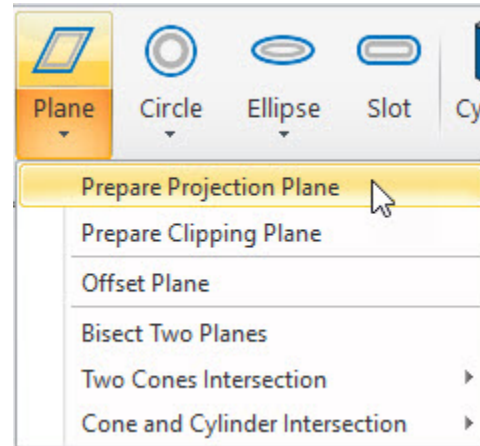 Plane Circle Ellipse Slot Cy
Prepare Projection Plane
Prepare Clipping Plane
Offset Plane
Bisect Two Planes
Two Cones Intersection
Cone and Cylinder Intersection